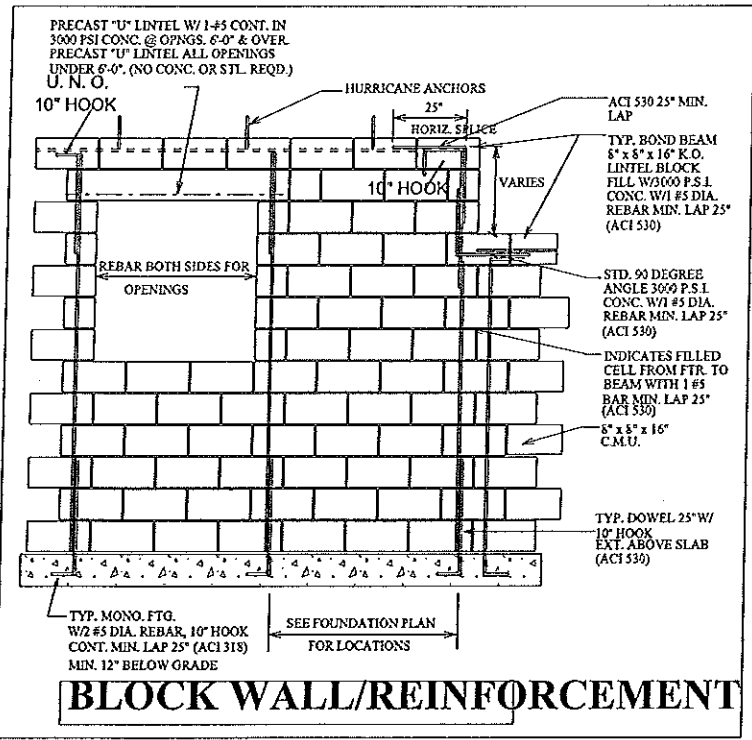 PRECAST "U" LINTEL W/ 1-#5 CONT. IN
3000 PSI CONC. @ OPNGS. 6'-0" & OVER.
PRECAST "U" LINTEL ALL OPENINGS
UNDER 6'-0". (NO CONC. OR STL. REQD.)
U. N. O.
10" HOOK
HURRICANE ANCHORS
25"
HORIZ. SPLICE
10" HOOK
VARIES
ACI 530 25" MIN.
LAP
TYP. BOND BEAM
8" x 8" x 16" K.O.
LINTEL BLOCK
FILL W/3000 P.S.I.
CONC. W/1 #5 DIA.
REBAR MIN. LAP 25"
(ACI 530)
REBAR BOTH SIDES FOR
OPENINGS
STD. 90 DEGREE
ANGLE 3000 P.S.I.
CONC. W/1 #5 DIA.
REBAR MIN. LAP 25"
(ACI 530)
INDICATES FILLED
CELL FROM FTR. TO
BEAM WITH 1 #5
BAR MIN. LAP 25"
(ACI 530)
8" x 8" x 16"
C.M.U.
TYP. DOWEL 25" W/
10" HOOK
EXT. ABOVE SLAB
(ACI 530)
TYP. MONO. FTG.
W/2 #5 DIA. REBAR, 10" HOOK
CONT. MIN. LAP 25" (ACI 318)
MIN. 12" BELOW GRADE
SEE FOUNDATION PLAN
FOR LOCATIONS
BLOCK WALL/REINFORCEMENT